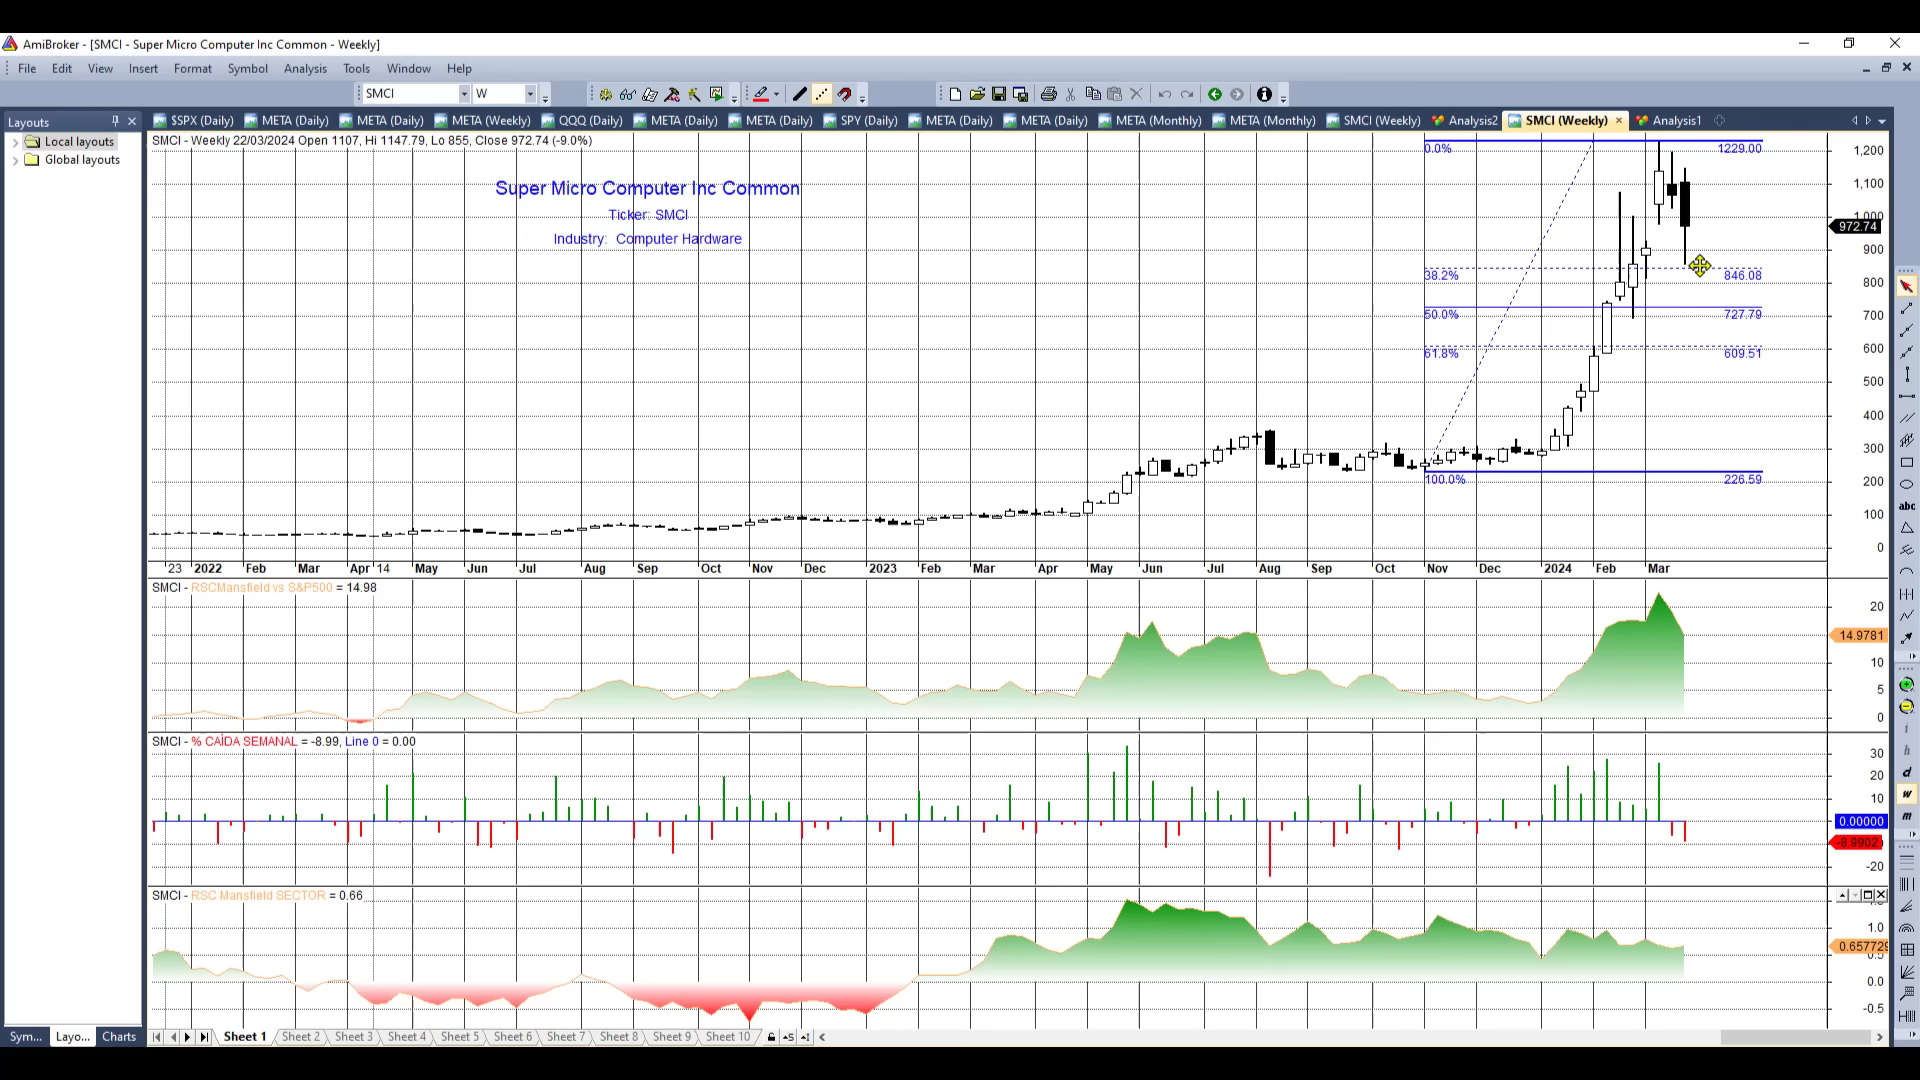 AmiBroker - [SMCI - Super Micro Computer Inc Common - Weekly]
File Edit View Insert Format Symbol Analysis Tools Window Help
SMCI W
Layouts
$SPX (Daily) META (Daily) META (Daily) META (Weekly) QQQ (Daily) META (Daily) META (Daily) SPY (Daily) META (Daily) META (Daily) META (Monthly) META (Monthly) SMCI (Weekly) Analysis2 SMCI (Weekly) Analysis1
Local layouts
Global layouts
SMCI - Weekly 22/03/2024 Open 1107, Hi 1147.79, Lo 855, Close 972.74 (-9.0%)
Super Micro Computer Inc Common
Ticker: SMCI
Industry: Computer Hardware
0.0% 1229.00
38.2% 846.08
50.0% 727.79
61.8% 609.51
100.0% 226.59
1,200
1,100
1,000
972.74
900
800
700
600
500
400
300
200
100
0
23 2022 Feb Mar Apr 14 May Jun Jul Aug Sep Oct Nov Dec 2023 Feb Mar Apr May Jun Jul Aug Sep Oct Nov Dec 2024 Feb Mar
SMCI - RSCMansfield vs S&P500 = 14.98
20
14.9781
10
5
0
SMCI - % CAÍDA SEMANAL = -8.99, Line 0 = 0.00
30
20
10
0.00000
-8.9902
-20
SMCI - RSC Mansfield SECTOR = 0.66
1.0
0.657729
0.5
0.0
-0.5
abc
i
h
d
w
m
Sym... Layo... Charts
Sheet 1 Sheet 2 Sheet 3 Sheet 4 Sheet 5 Sheet 6 Sheet 7 Sheet 8 Sheet 9 Sheet 10